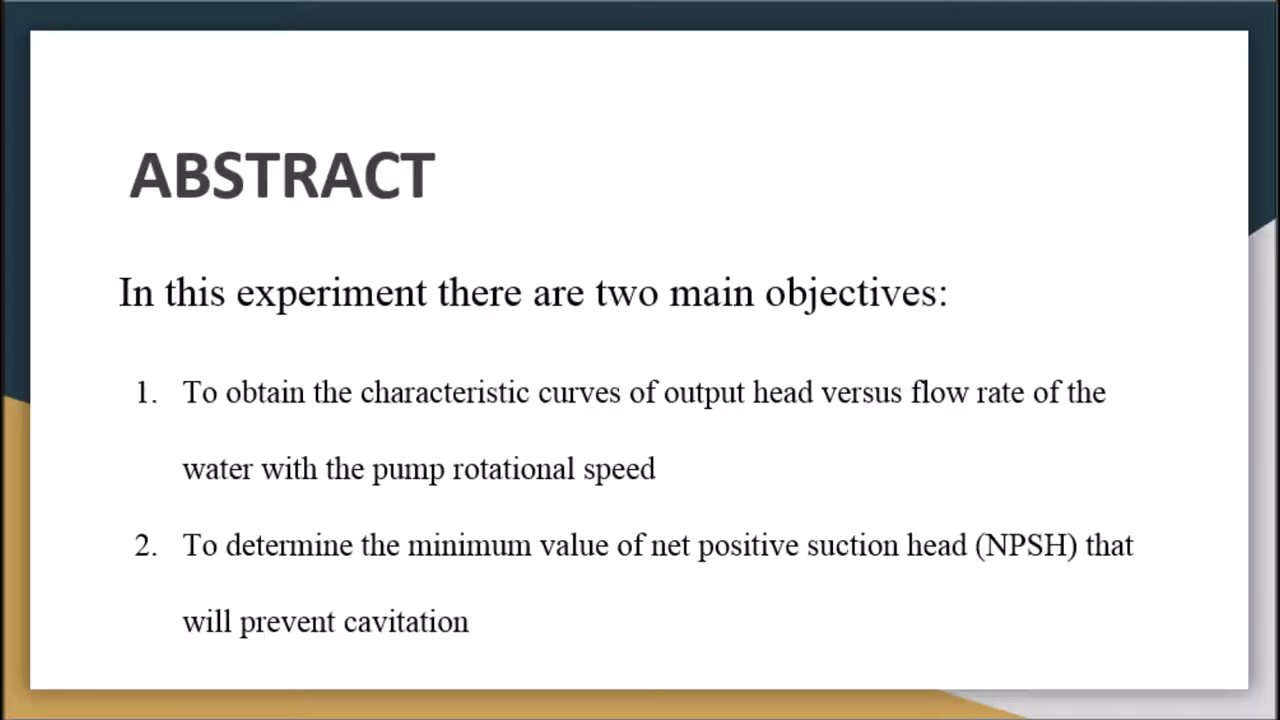 ABSTRACT
In this experiment there are two main objectives:
1. To obtain the characteristic curves of output head versus flow rate of the
water with the pump rotational speed
2. To determine the minimum value of net positive suction head (NPSH) that
will prevent cavitation